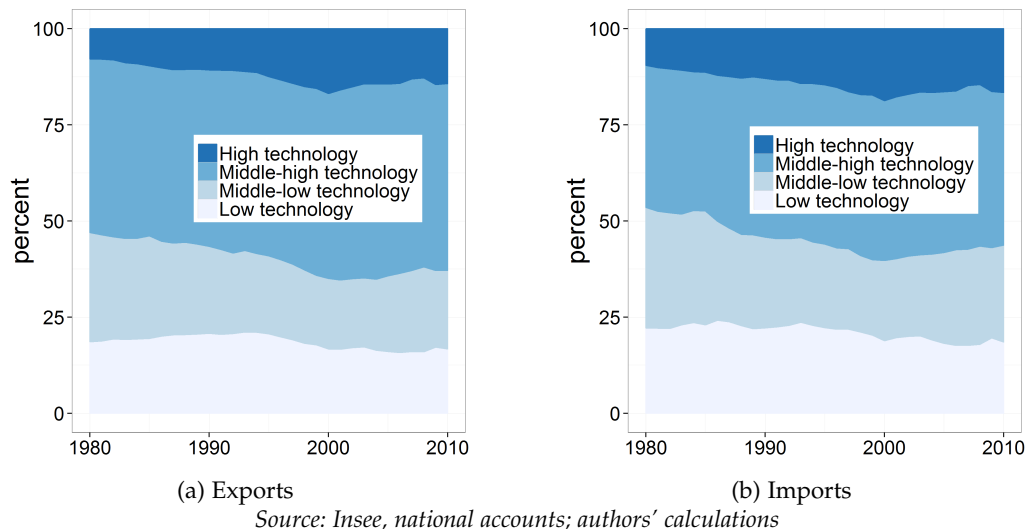 100
75
50
25
0
percent
High technology
Middle-high technology
Middle-low technology
Low technology
1980
1990
2000
2010
(a) Exports
100
75
50
25
0
percent
High technology
Middle-high technology
Middle-low technology
Low technology
1980
1990
2000
2010
(b) Imports
Source: Insee, national accounts; authors' calculations